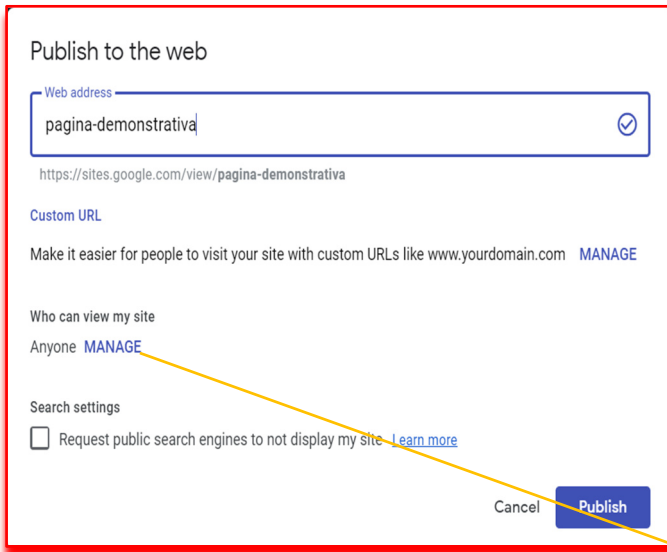 Publish to the web
Web address
pagina-demonstrativa
https://sites.google.com/view/pagina-demonstrativa
Custom URL
Make it easier for people to visit your site with custom URLs like www.yourdomain.com MANAGE
Who can view my site
Anyone MANAGE
Search settings
Request public search engines to not display my site Learn more
Cancel Publish